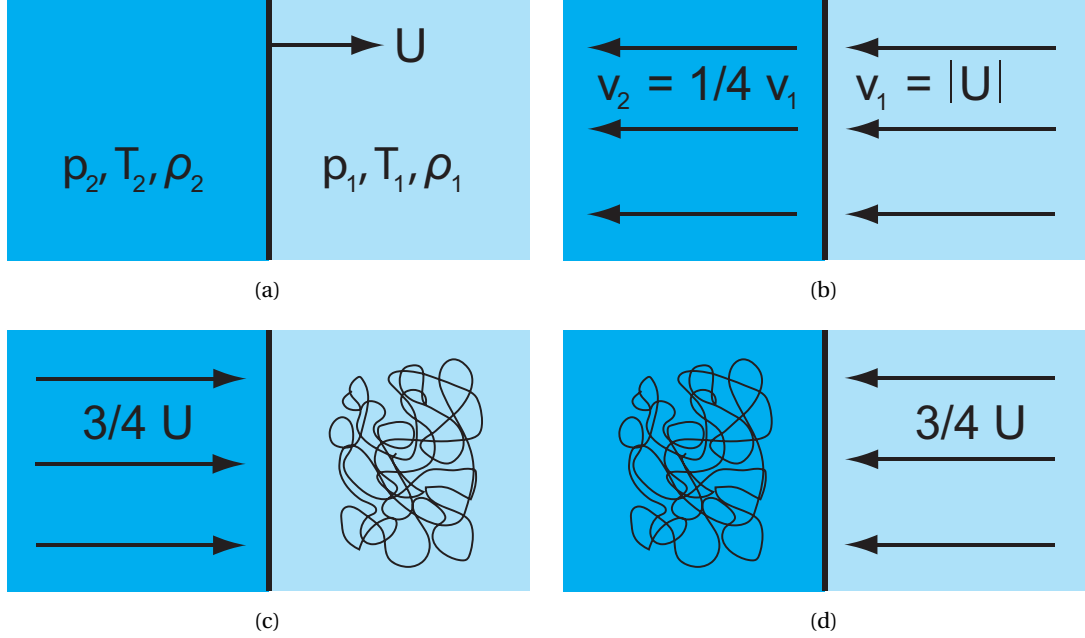 U
p₂, T₂, ρ₂ p₁, T₁, ρ₁
(a)
v₂ = 1/4 v₁ v₁ = |U|
(b)
3/4 U
(c)
3/4 U
(d)